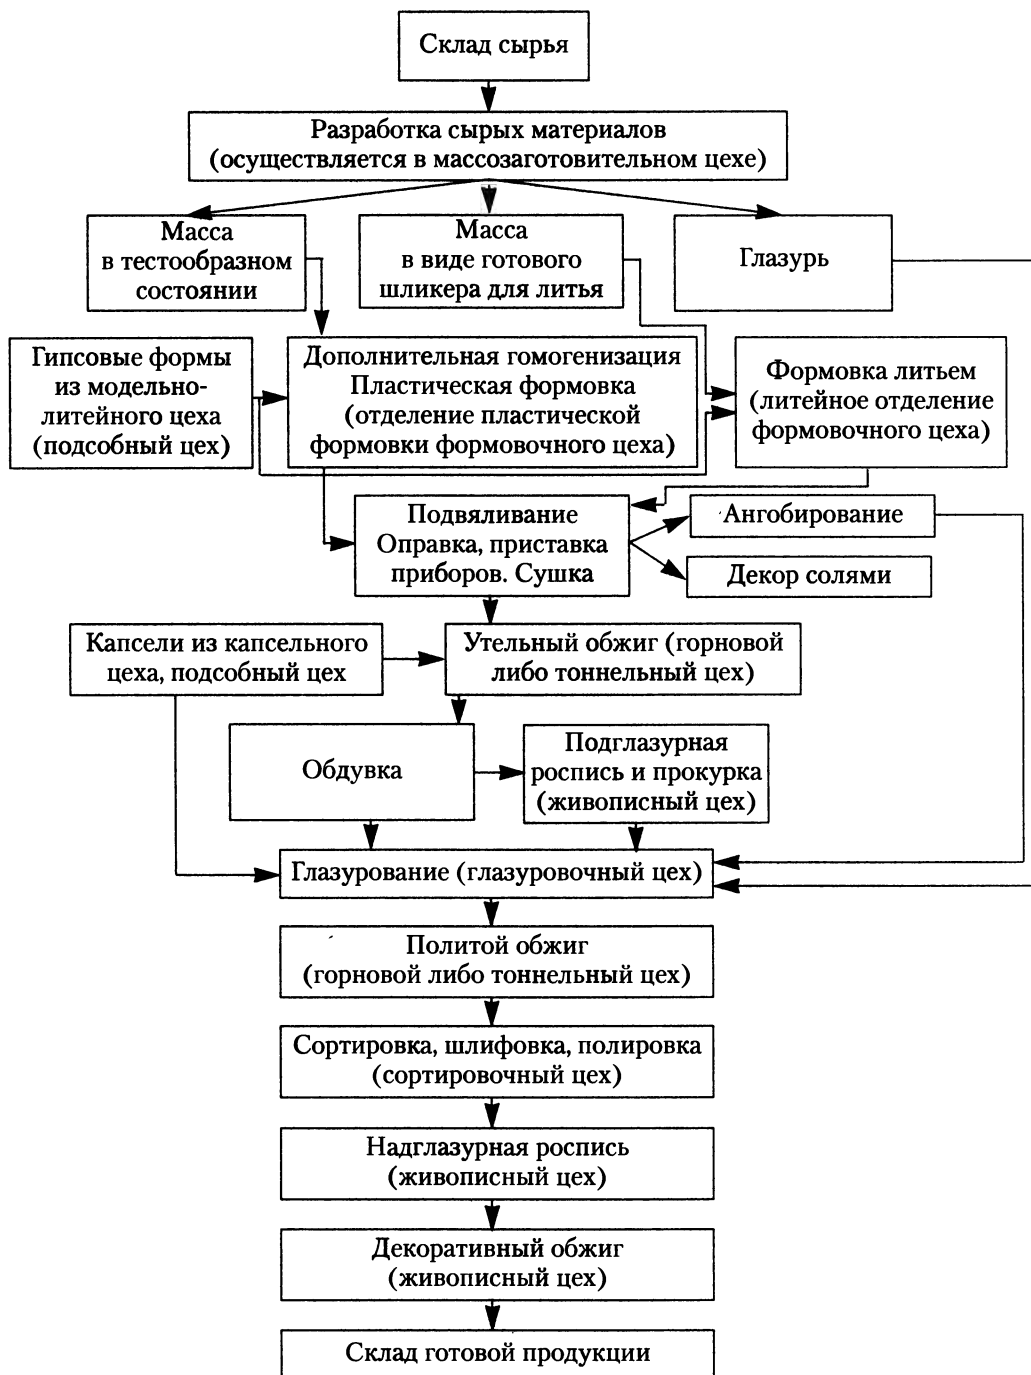 Склад сырья
Разработка сырых материалов
(осуществляется в массозаготовительном цехе)
Масса
в тестообразном
состоянии
Масса
в виде готового
шликера для литья
Глазурь
Гипсовые формы
из модельно-
литейного цеха
(подсобный цех)
Дополнительная гомогенизация
Пластическая формовка
(отделение пластической
формовки формовочного цеха)
Формовка литьем
(литейное отделение
формовочного цеха)
Подвяливание
Оправка, приставка
приборов. Сушка
Ангобирование
Декор солями
Капсели из капсельного
цеха, подсобный цех
Утельный обжиг (горновой
либо тоннельный цех)
Обдувка
Подглазурная
роспись и прокурка
(живописный цех)
Глазурование (глазуровочный цех)
Политой обжиг
(горновой либо тоннельный цех)
Сортировка, шлифовка, полировка
(сортировочный цех)
Надглазурная роспись
(живописный цех)
Декоративный обжиг
(живописный цех)
Склад готовой продукции